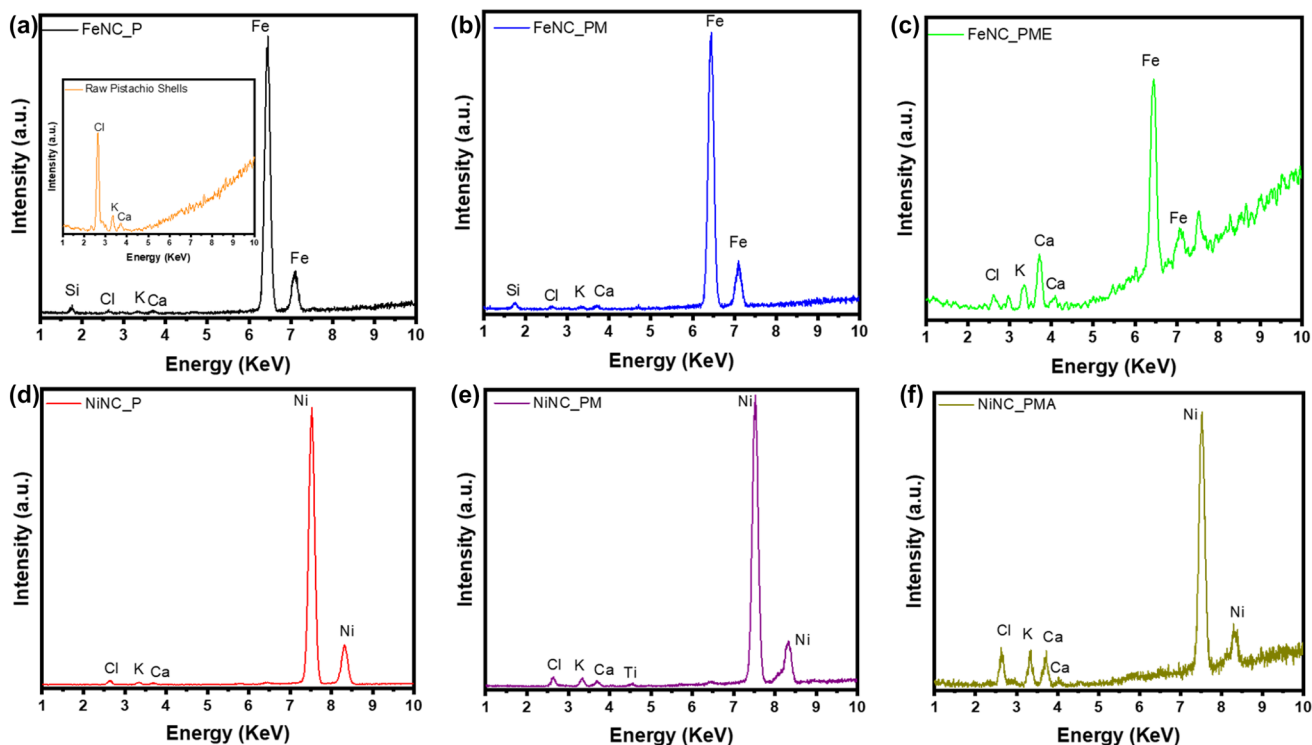 (a)
FeNC_P
Fe
Raw Pistachio Shells
Cl
K
Ca
Intensity (a.u.)
1 2 3 4 5 6 7 8 9 10
Energy (KeV)
Fe
Si
Cl
K
Ca
Intensity (a.u.)
1 2 3 4 5 6 7 8 9 10
Energy (KeV)
(b)
FeNC_PM
Fe
Fe
Si
Cl
K
Ca
Intensity (a.u.)
1 2 3 4 5 6 7 8 9 10
Energy (KeV)
(c)
FeNC_PME
Fe
Fe
Ca
K
Cl
Ca
Intensity (a.u.)
1 2 3 4 5 6 7 8 9 10
Energy (KeV)
(d)
NiNC_P
Ni
Ni
Cl
K
Ca
Intensity (a.u.)
1 2 3 4 5 6 7 8 9 10
Energy (KeV)
(e)
NiNC_PM
Ni
Ni
Cl
K
Ca
Ti
Intensity (a.u.)
1 2 3 4 5 6 7 8 9 10
Energy (KeV)
(f)
NiNC_PMA
Ni
Ni
Cl
K
Ca
Ca
Intensity (a.u.)
1 2 3 4 5 6 7 8 9 10
Energy (KeV)